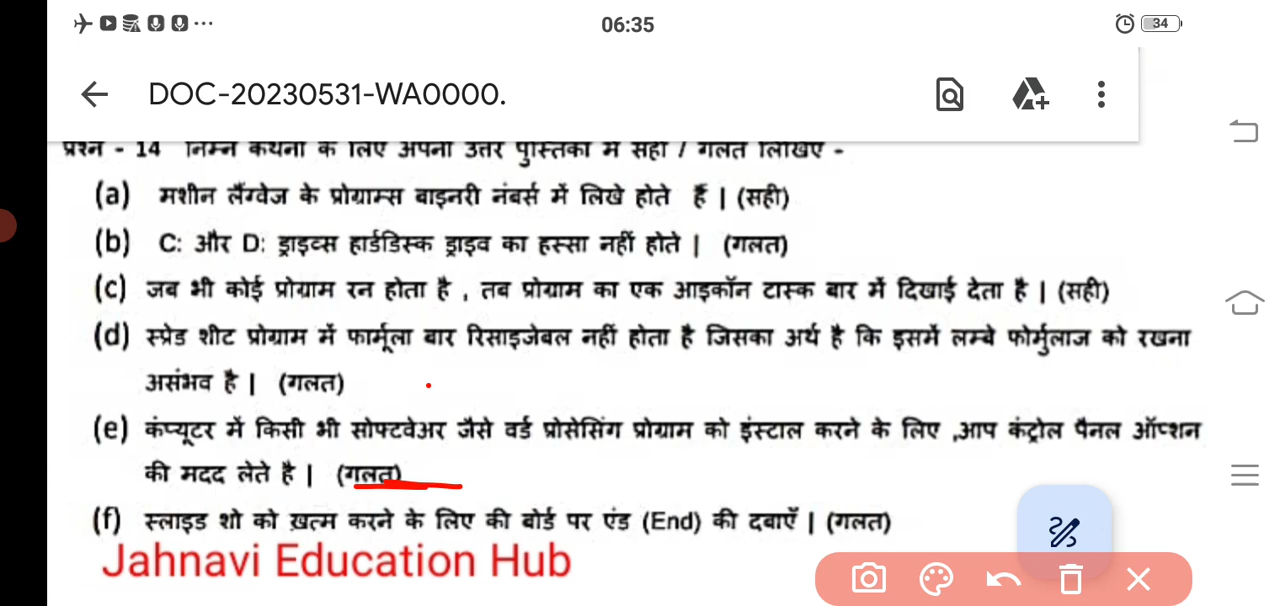 06:35
34
DOC-20230531-WA0000.
प्रश्न - 14 निम्न कथनों के लिए अपनी उत्तर पुस्तिका में सही / गलत लिखिए -
(a) मशीन लैंग्वेज के प्रोग्राम्स बाइनरी नंबर्स में लिखे होते हैं | (सही)
(b) C: और D: ड्राइव्स हार्डडिस्क ड्राइव का हस्सा नहीं होते | (गलत)
(c) जब भी कोई प्रोग्राम रन होता है , तब प्रोग्राम का एक आइकॉन टास्क बार में दिखाई देता है | (सही)
(d) स्प्रेड शीट प्रोग्राम में फार्मूला बार रिसाइजेबल नहीं होता है जिसका अर्थ है कि इसमें लम्बे फोर्मुलाज को रखना
असंभव है | (गलत)
(e) कंप्यूटर में किसी भी सोफ्टवेअर जैसे वर्ड प्रोसेसिंग प्रोग्राम को इंस्टाल करने के लिए ,आप कंट्रोल पैनल ऑप्शन
की मदद लेते है | (गलत)
(f) स्लाइड शो को ख़त्म करने के लिए की बोर्ड पर एंड (End) की दबाएँ | (गलत)
Jahnavi Education Hub